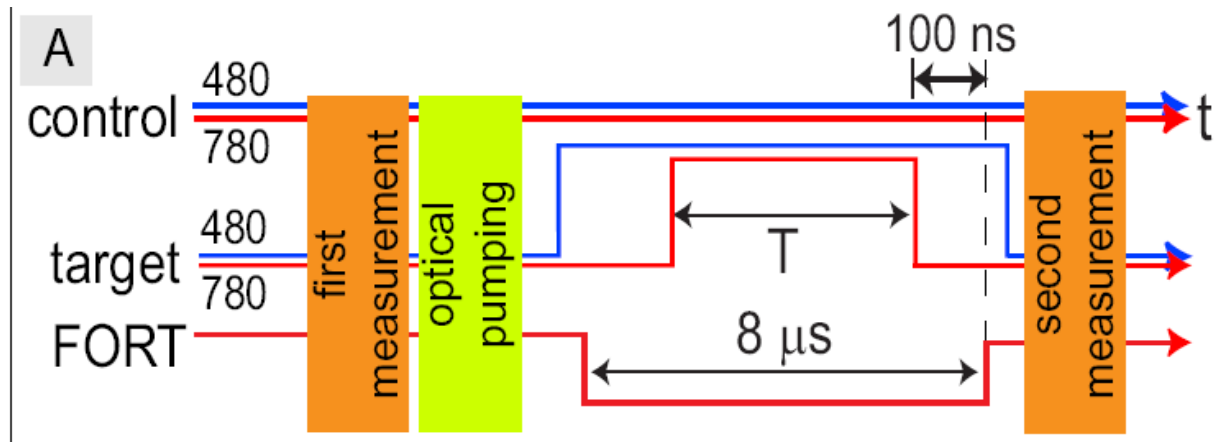 A
100 ns
480
control
t
780
first measurement
optical pumping
second measurement
480
target
T
780
FORT
8 μs